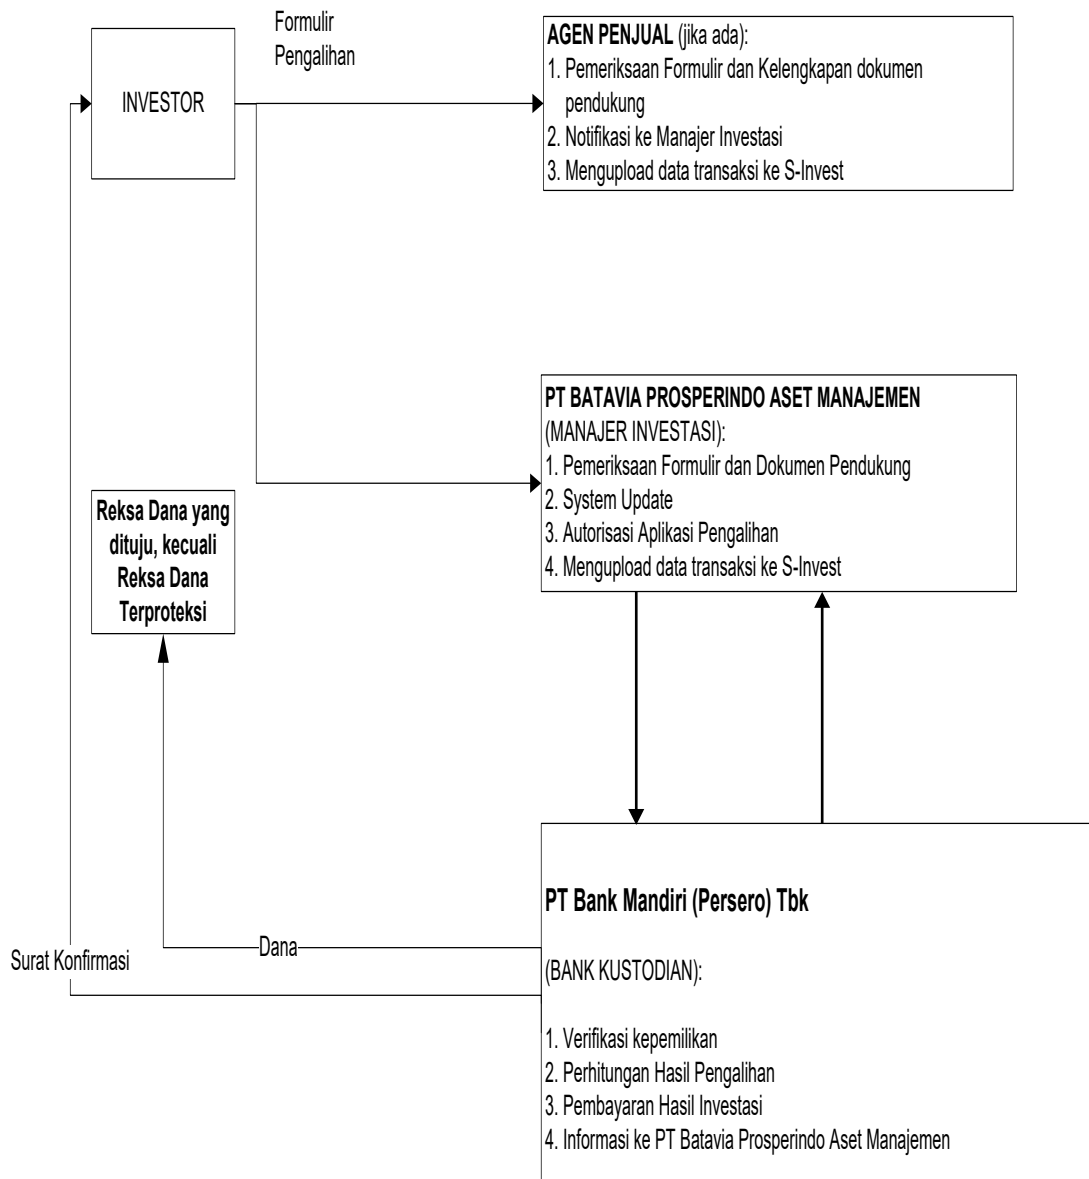 Formulir
Pengalihan
INVESTOR
AGEN PENJUAL (jika ada):
1. Pemeriksaan Formulir dan Kelengkapan dokumen
pendukung
2. Notifikasi ke Manajer Investasi
3. Mengupload data transaksi ke S-Invest
PT BATAVIA PROSPERINDO ASET MANAJEMEN
(MANAJER INVESTASI):
1. Pemeriksaan Formulir dan Dokumen Pendukung
2. System Update
3. Autorisasi Aplikasi Pengalihan
4. Mengupload data transaksi ke S-Invest
Reksa Dana yang
dituju, kecuali
Reksa Dana
Terproteksi
Surat Konfirmasi
Dana
PT Bank Mandiri (Persero) Tbk
(BANK KUSTODIAN):
1. Verifikasi kepemilikan
2. Perhitungan Hasil Pengalihan
3. Pembayaran Hasil Investasi
4. Informasi ke PT Batavia Prosperindo Aset Manajemen